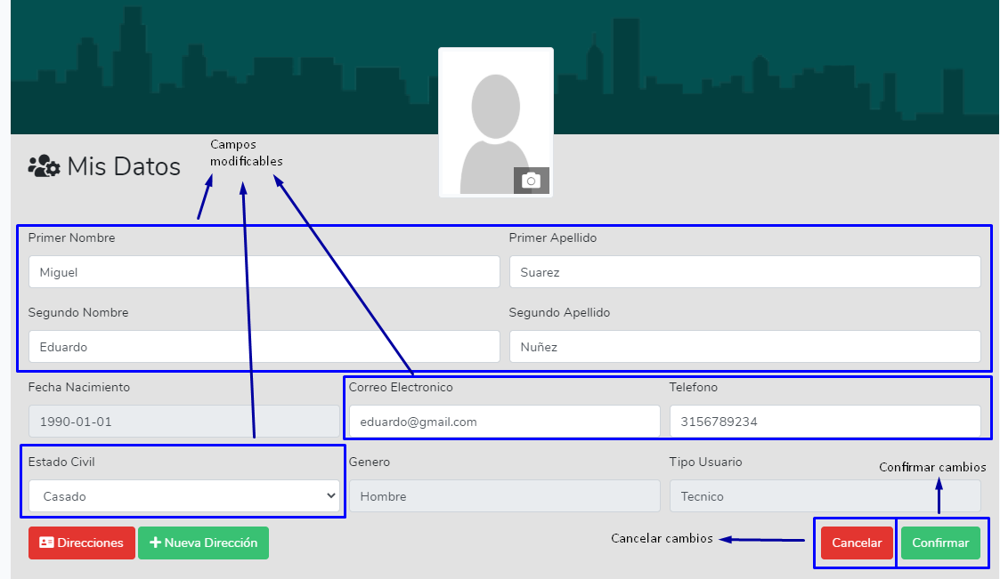 Campos
modificables
Mis Datos
Primer Nombre
Primer Apellido
Miguel
Suarez
Segundo Nombre
Segundo Apellido
Eduardo
Nuñez
Fecha Nacimiento
Correo Electronico
Telefono
1990-01-01
eduardo@gmail.com
3156789234
Estado Civil
Genero
Tipo Usuario
Confirmar cambios
Casado
Hombre
Tecnico
Cancelar cambios
Direcciones
Nueva Dirección
Cancelar
Confirmar